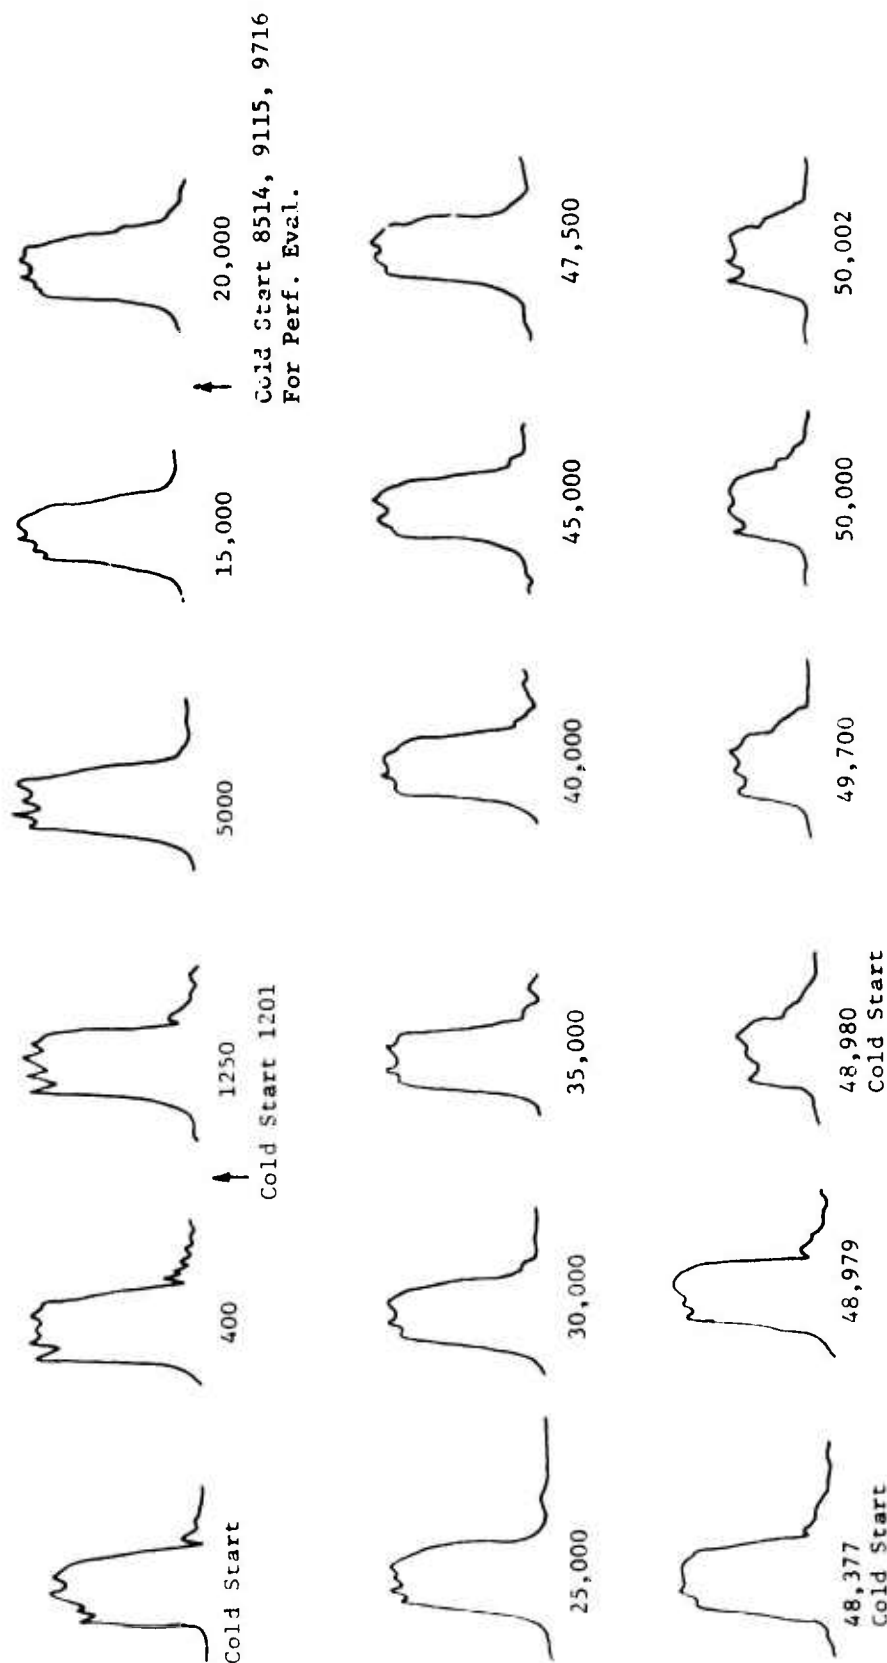 Cold Start
400
1250
5000
15,000
20,000
Cold Start 1201
Cold Start 8514, 9115, 9716
For Perf. Eval.
25,000
30,000
35,000
40,000
45,000
47,500
48,377
Cold Start
48,979
48,980
Cold Start
49,700
50,000
50,002